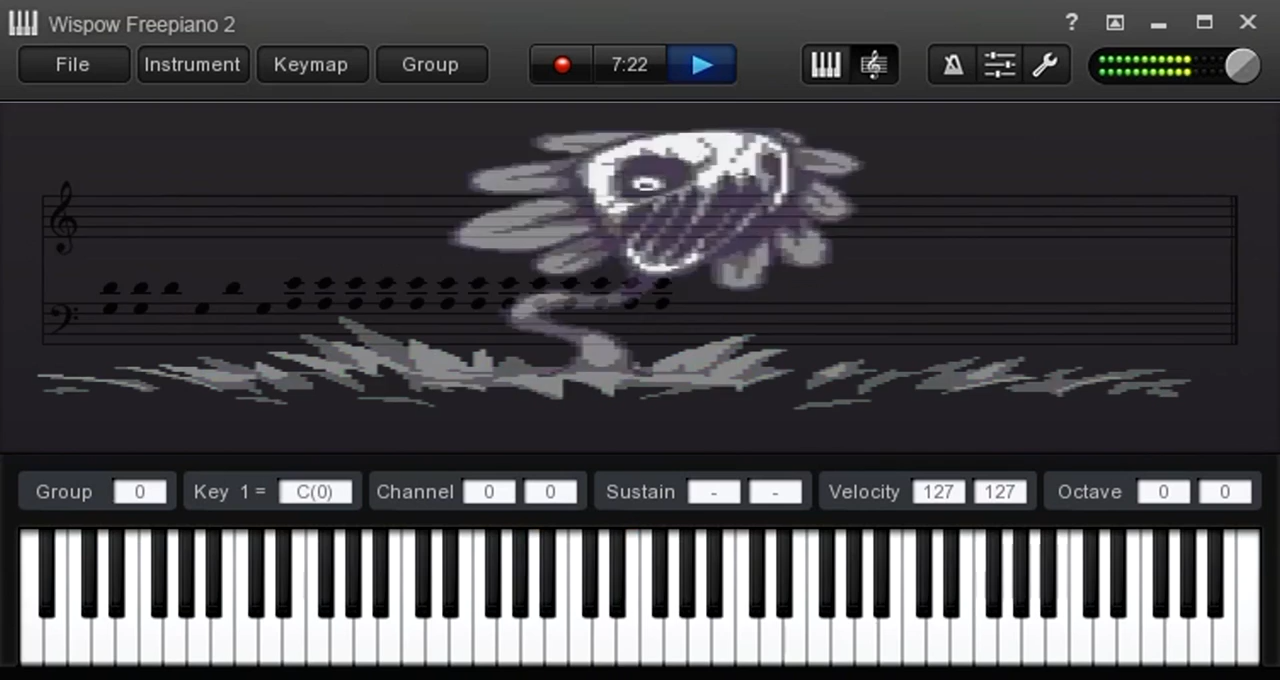 Wispow Freepiano 2
?
File Instrument Keymap Group 7:22
Group 0 Key 1 = C(0) Channel 0 0 Sustain - - Velocity 127 127 Octave 0 0